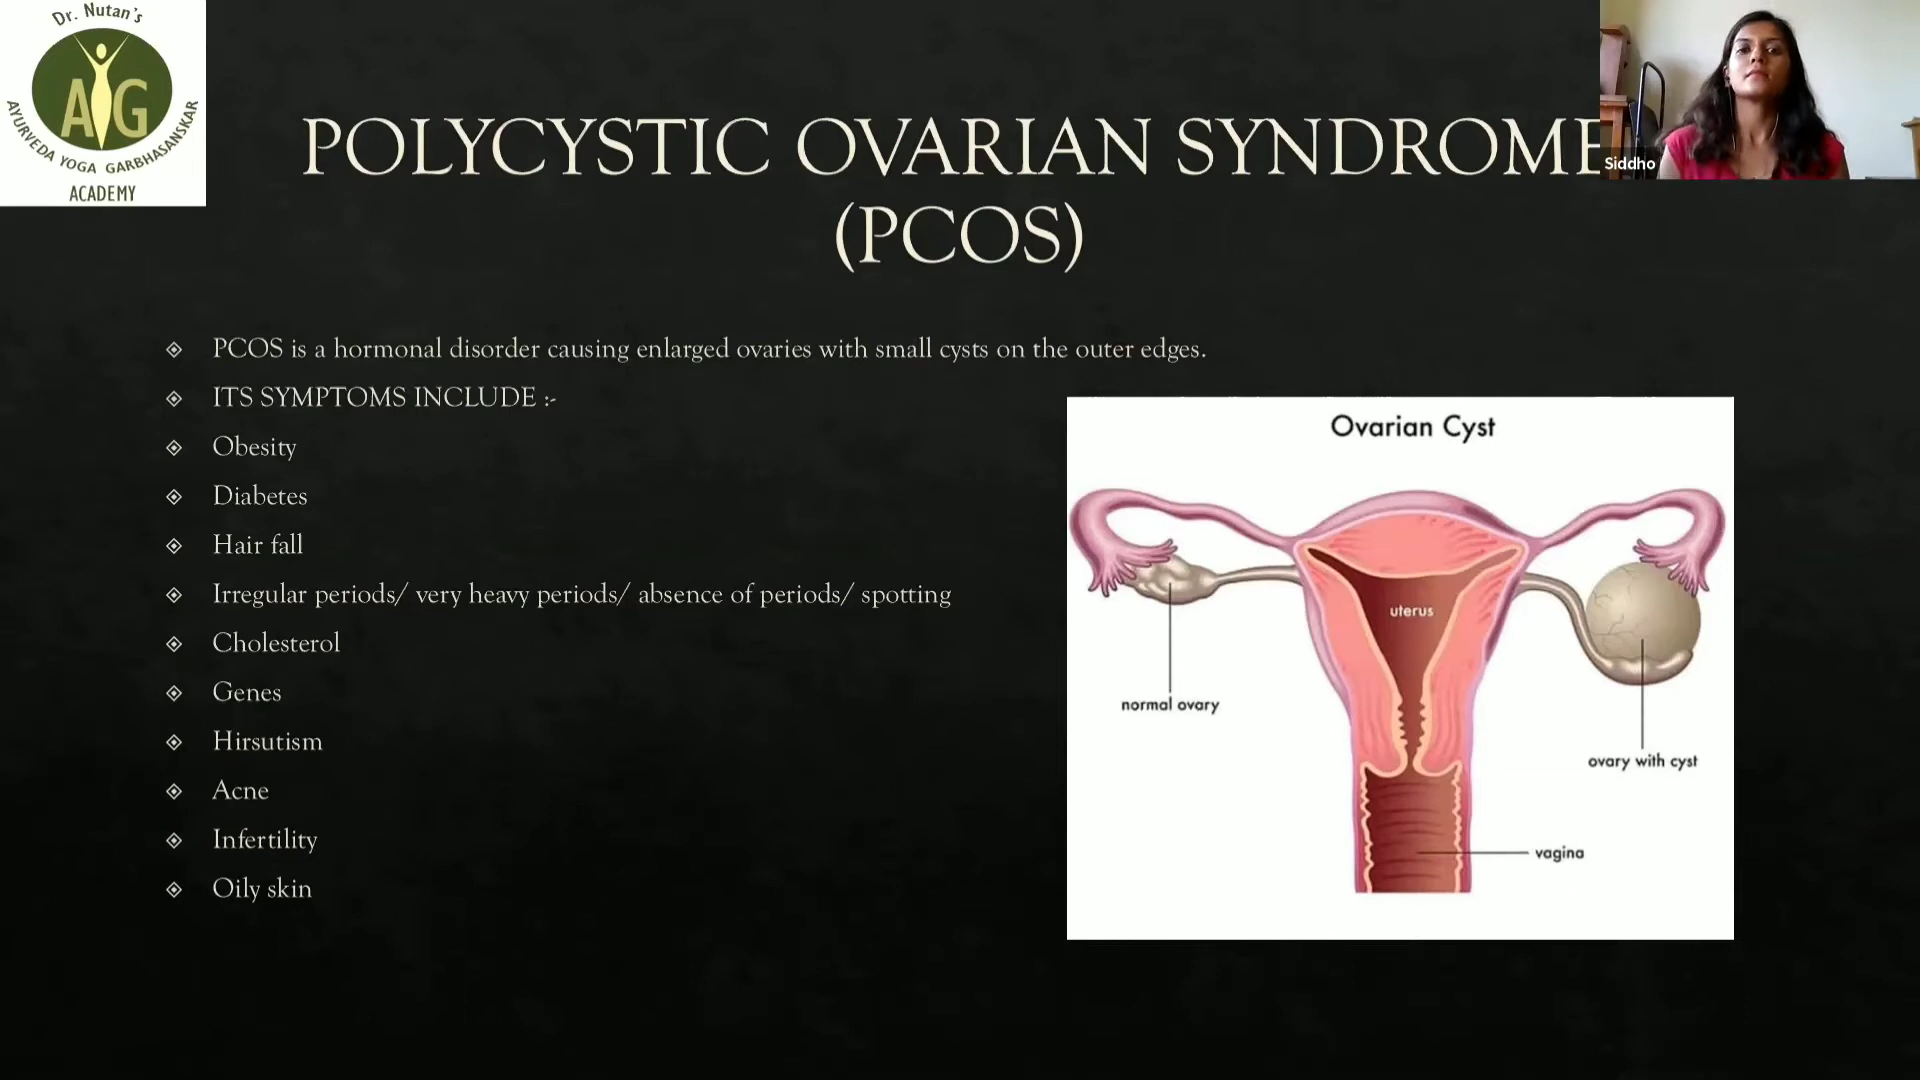 Dr. Nutan's
AYG
AYURVEDA YOGA GARBHASANSKAR
ACADEMY
POLYCYSTIC OVARIAN SYNDROME
(PCOS)
Siddho
PCOS is a hormonal disorder causing enlarged ovaries with small cysts on the outer edges.
ITS SYMPTOMS INCLUDE :-
Obesity
Diabetes
Hair fall
Irregular periods/ very heavy periods/ absence of periods/ spotting
Cholesterol
Genes
Hirsutism
Acne
Infertility
Oily skin
Ovarian Cyst
uterus
normal ovary
ovary with cyst
vagina